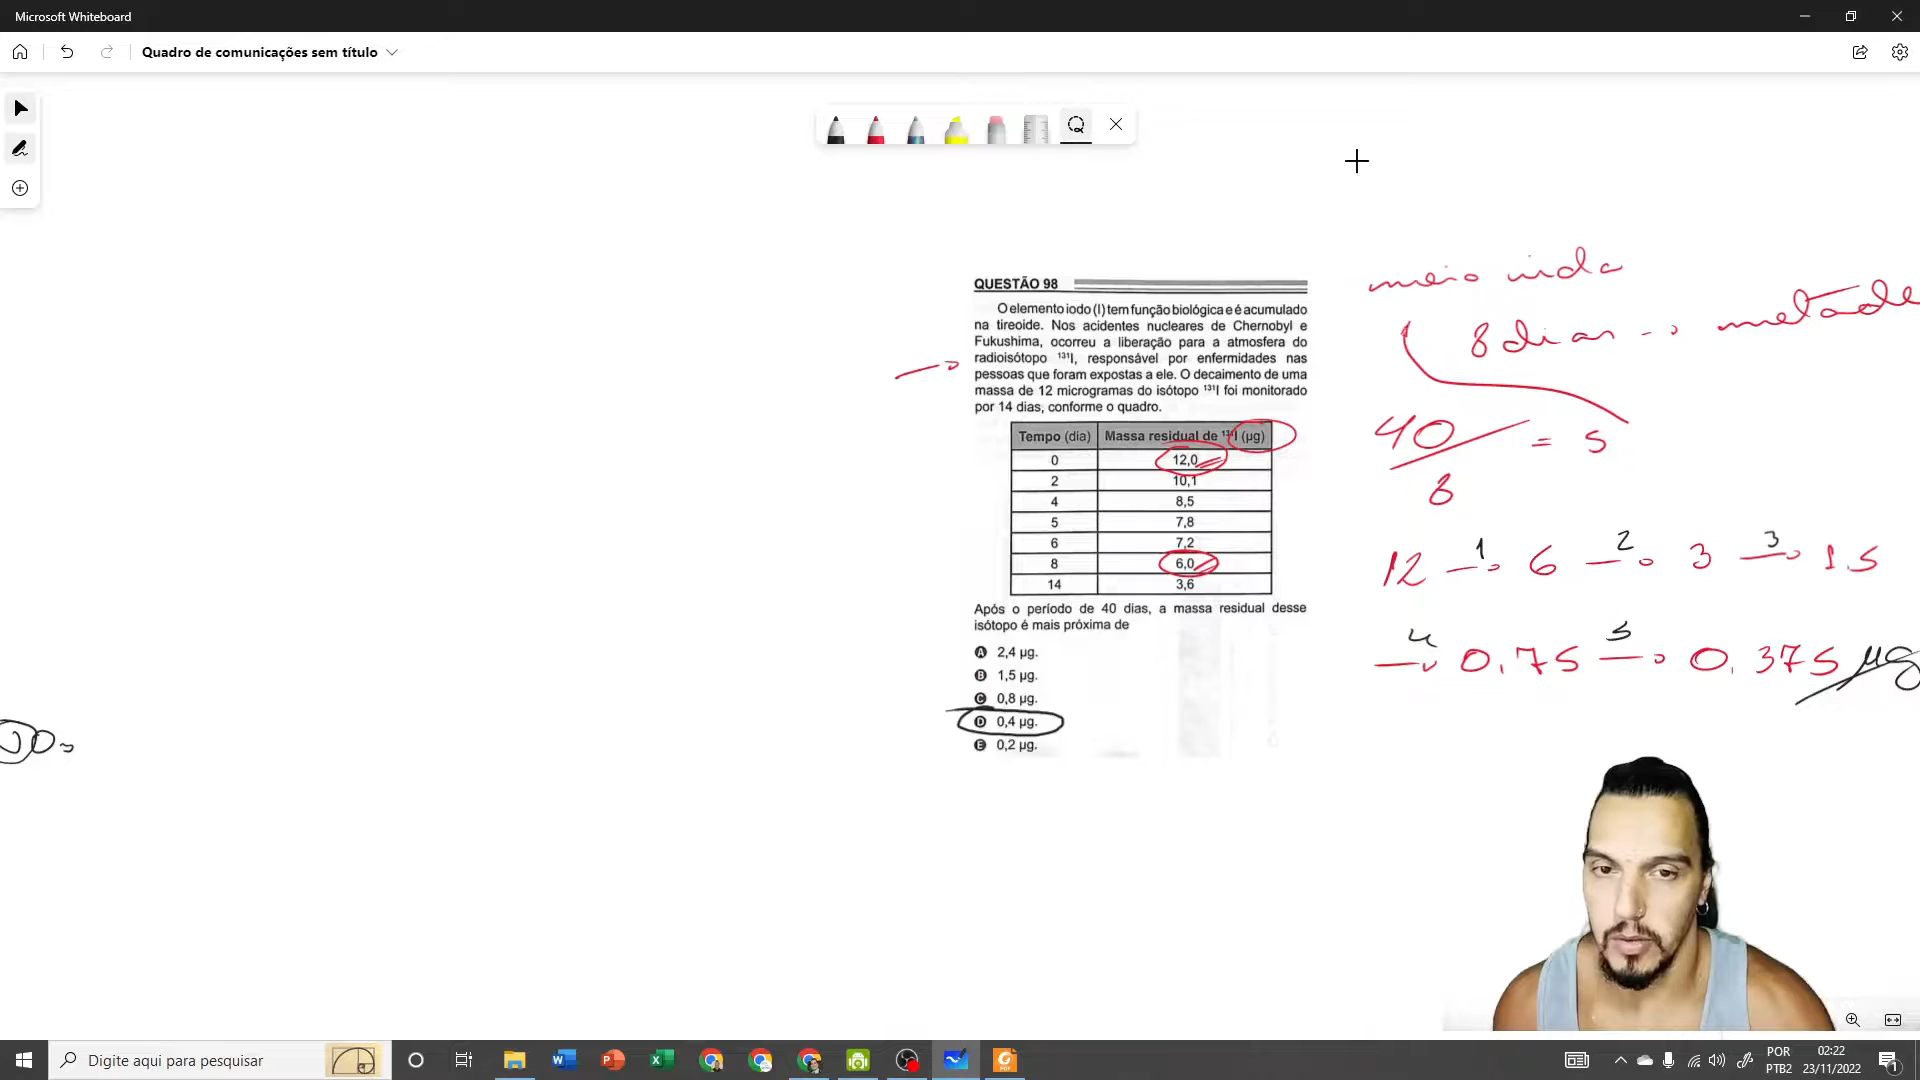 Microsoft Whiteboard
Quadro de comunicações sem título
QUESTÃO 98
O elemento iodo (I) tem função biológica e é acumulado
na tireoide. Nos acidentes nucleares de Chernobyl e
Fukushima, ocorreu a liberação para a atmosfera do
radioisótopo ¹³¹I, responsável por enfermidades nas
pessoas que foram expostas a ele. O decaimento de uma
massa de 12 microgramas do isótopo ¹³¹I foi monitorado
por 14 dias, conforme o quadro.
Tempo (dia) Massa residual de ¹³¹I (µg)
0 12,0
2 10,1
4 8,5
5 7,8
6 7,2
8 6,0
14 3,6
Após o período de 40 dias, a massa residual desse
isótopo é mais próxima de
A 2,4 µg.
B 1,5 µg.
C 0,8 µg.
D 0,4 µg.
E 0,2 µg.
meia vida
8 dias → metade
40
= 5
8
1 2 3
12 → 6 → 3 → 1.5
4 5
→ 0.75 → 0.375 µg
Digite aqui para pesquisar
POR
PTB2
02:22
23/11/2022
1